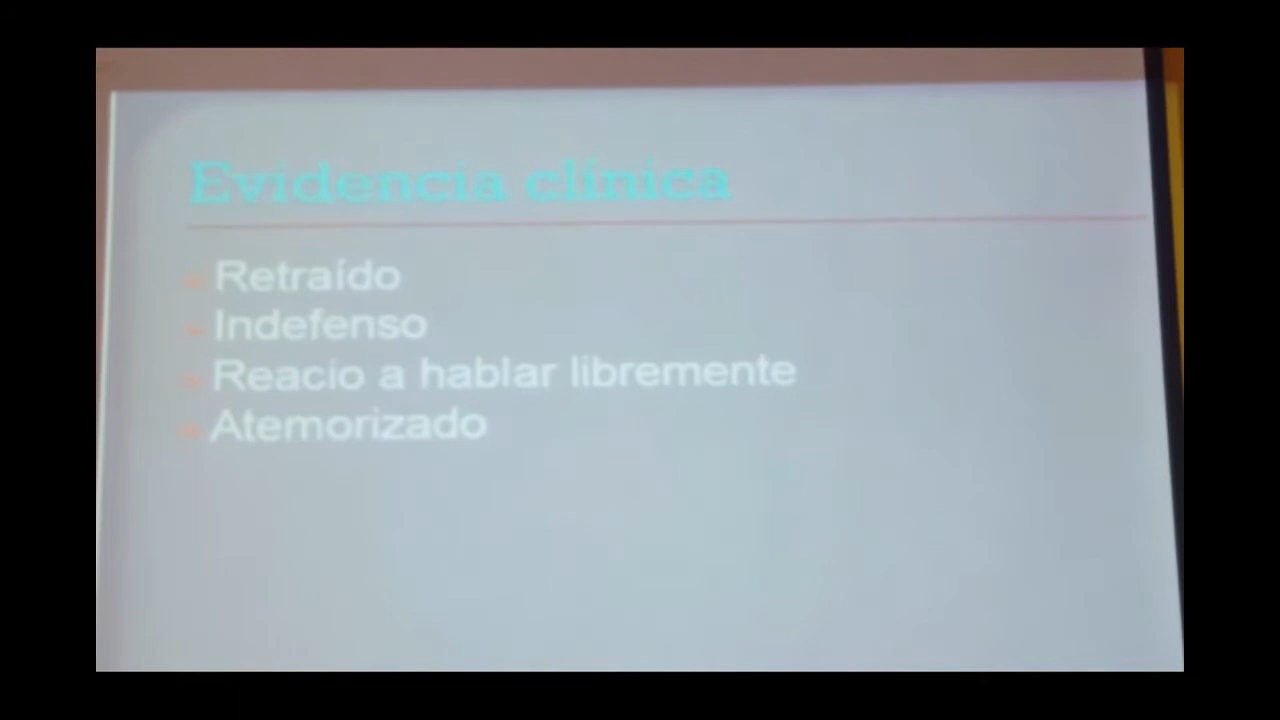 Evidencia clínica
Retraído
Indefenso
Reacio a hablar libremente
Atemorizado